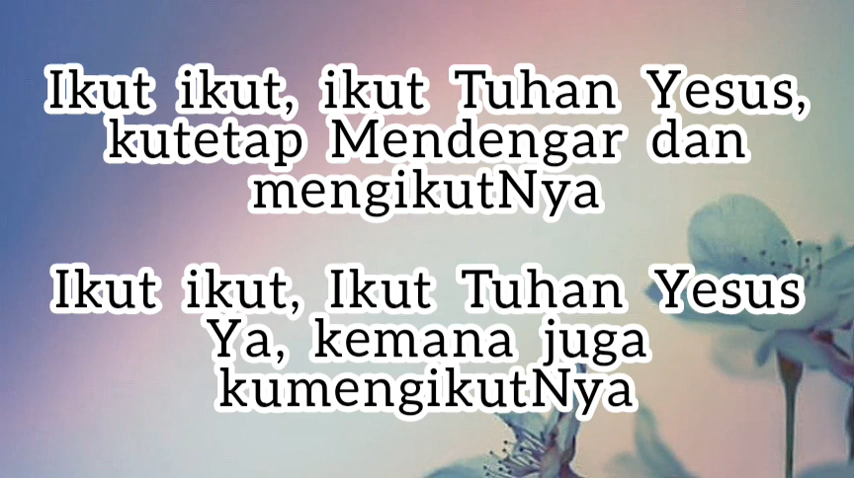 Ikut ikut, ikut Tuhan Yesus,
kutetap Mendengar dan
mengikutNya
Ikut ikut, Ikut Tuhan Yesus
Ya, kemana juga
kumengikutNya